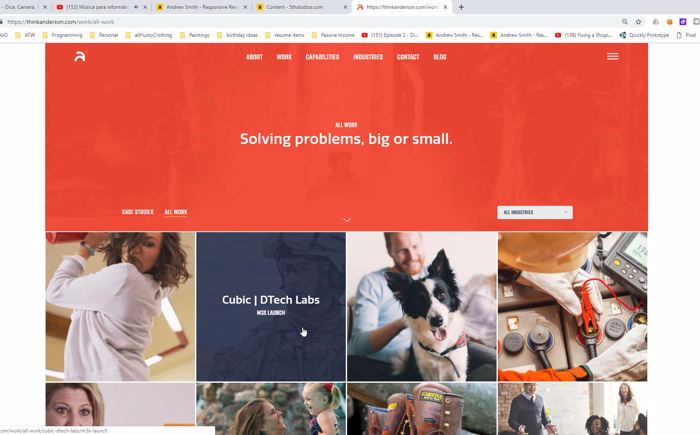 - Dice, Camera,
(152) Música para informátic
Andrew Smith - Responsive Res
Content - 5thstudios.com
https://thinkanderson.com/work
https://thinkanderson.com/work/all-work
ATW
Programming
Personal
allHuskyClothing
Paintings
birthday ideas
resume items
Passive Income
(151) Episode 2 - Di...
Andrew Smith - Res...
Andrew Smith - Res...
(138) Fixing a Shopi...
Quickly Prototype
Pixel
ABOUT WORK CAPABILITIES INDUSTRIES CONTACT BLOG
ALL WORK
Solving problems, big or small.
CASE STUDIES ALL WORK
ALL INDUSTRIES
Cubic | DTech Labs
M3X LAUNCH
com/work/all-work/cubic-dtech-labs/m3x-launch